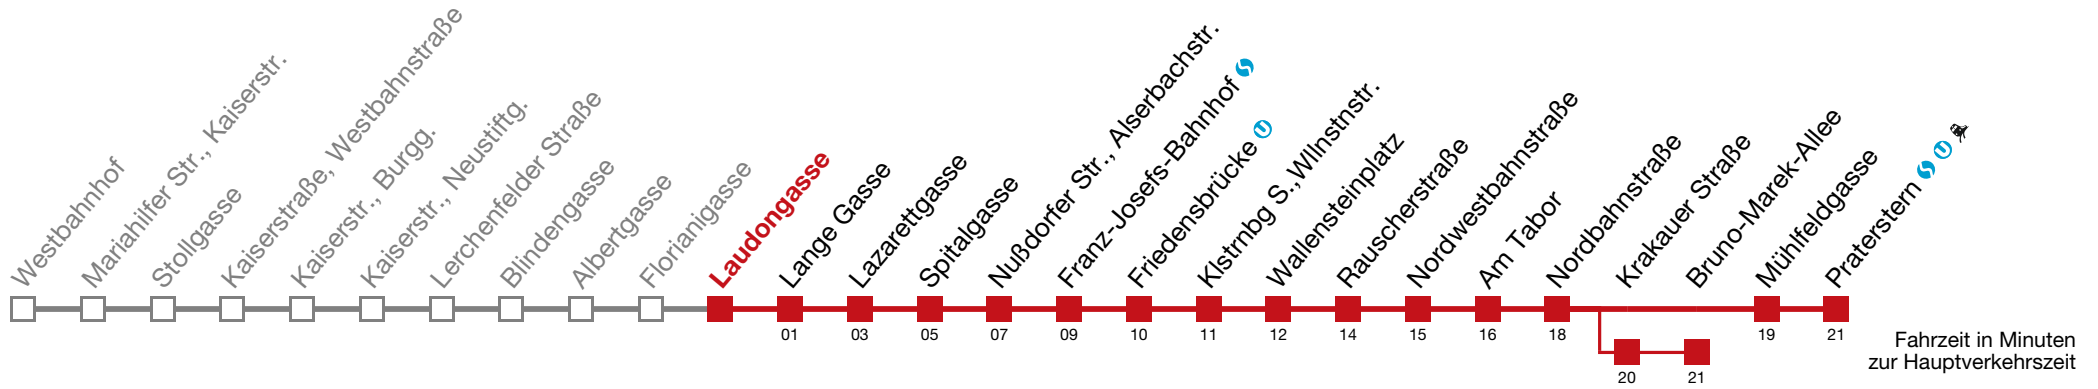 Westbahnhof
Mariahilfer Str., Kaiserstr.
Stollgasse
Kaiserstraße, Westbahnstraße
Kaiserstr., Burgg.
Kaiserstr., Neustiftg.
Lerchenfelder Straße
Blindengasse
Albertgasse
Florianigasse
Laudongasse
Lange Gasse
Lazarettgasse
Spitalgasse
Nußdorfer Str., Alserbachstr.
Franz-Josefs-Bahnhof
Friedensbrücke U
Klstrnbg S., Wllnstnstr.
Wallensteinplatz
Rauscherstraße
Nordwestbahnstraße
Am Tabor
Nordbahnstraße
Krakauer Straße
Bruno-Marek-Allee
Mühlfeldgasse
Praterstern U
01 03 05 07 09 10 11 12 14 15 16 18 19 21
20 21
Fahrzeit in Minuten
zur Hauptverkehrszeit